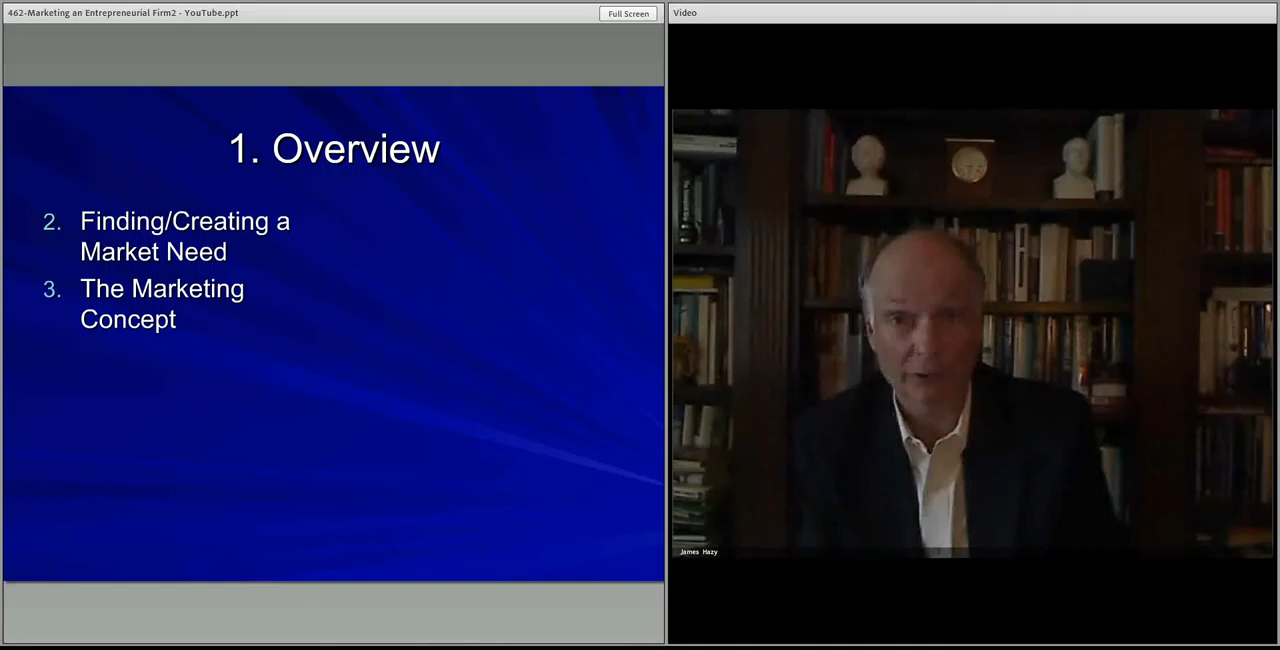 462-Marketing an Entrepreneurial Firm2 - YouTube.ppt
Full Screen
Video
1. Overview
2. Finding/Creating a
Market Need
3. The Marketing
Concept
James Hazy